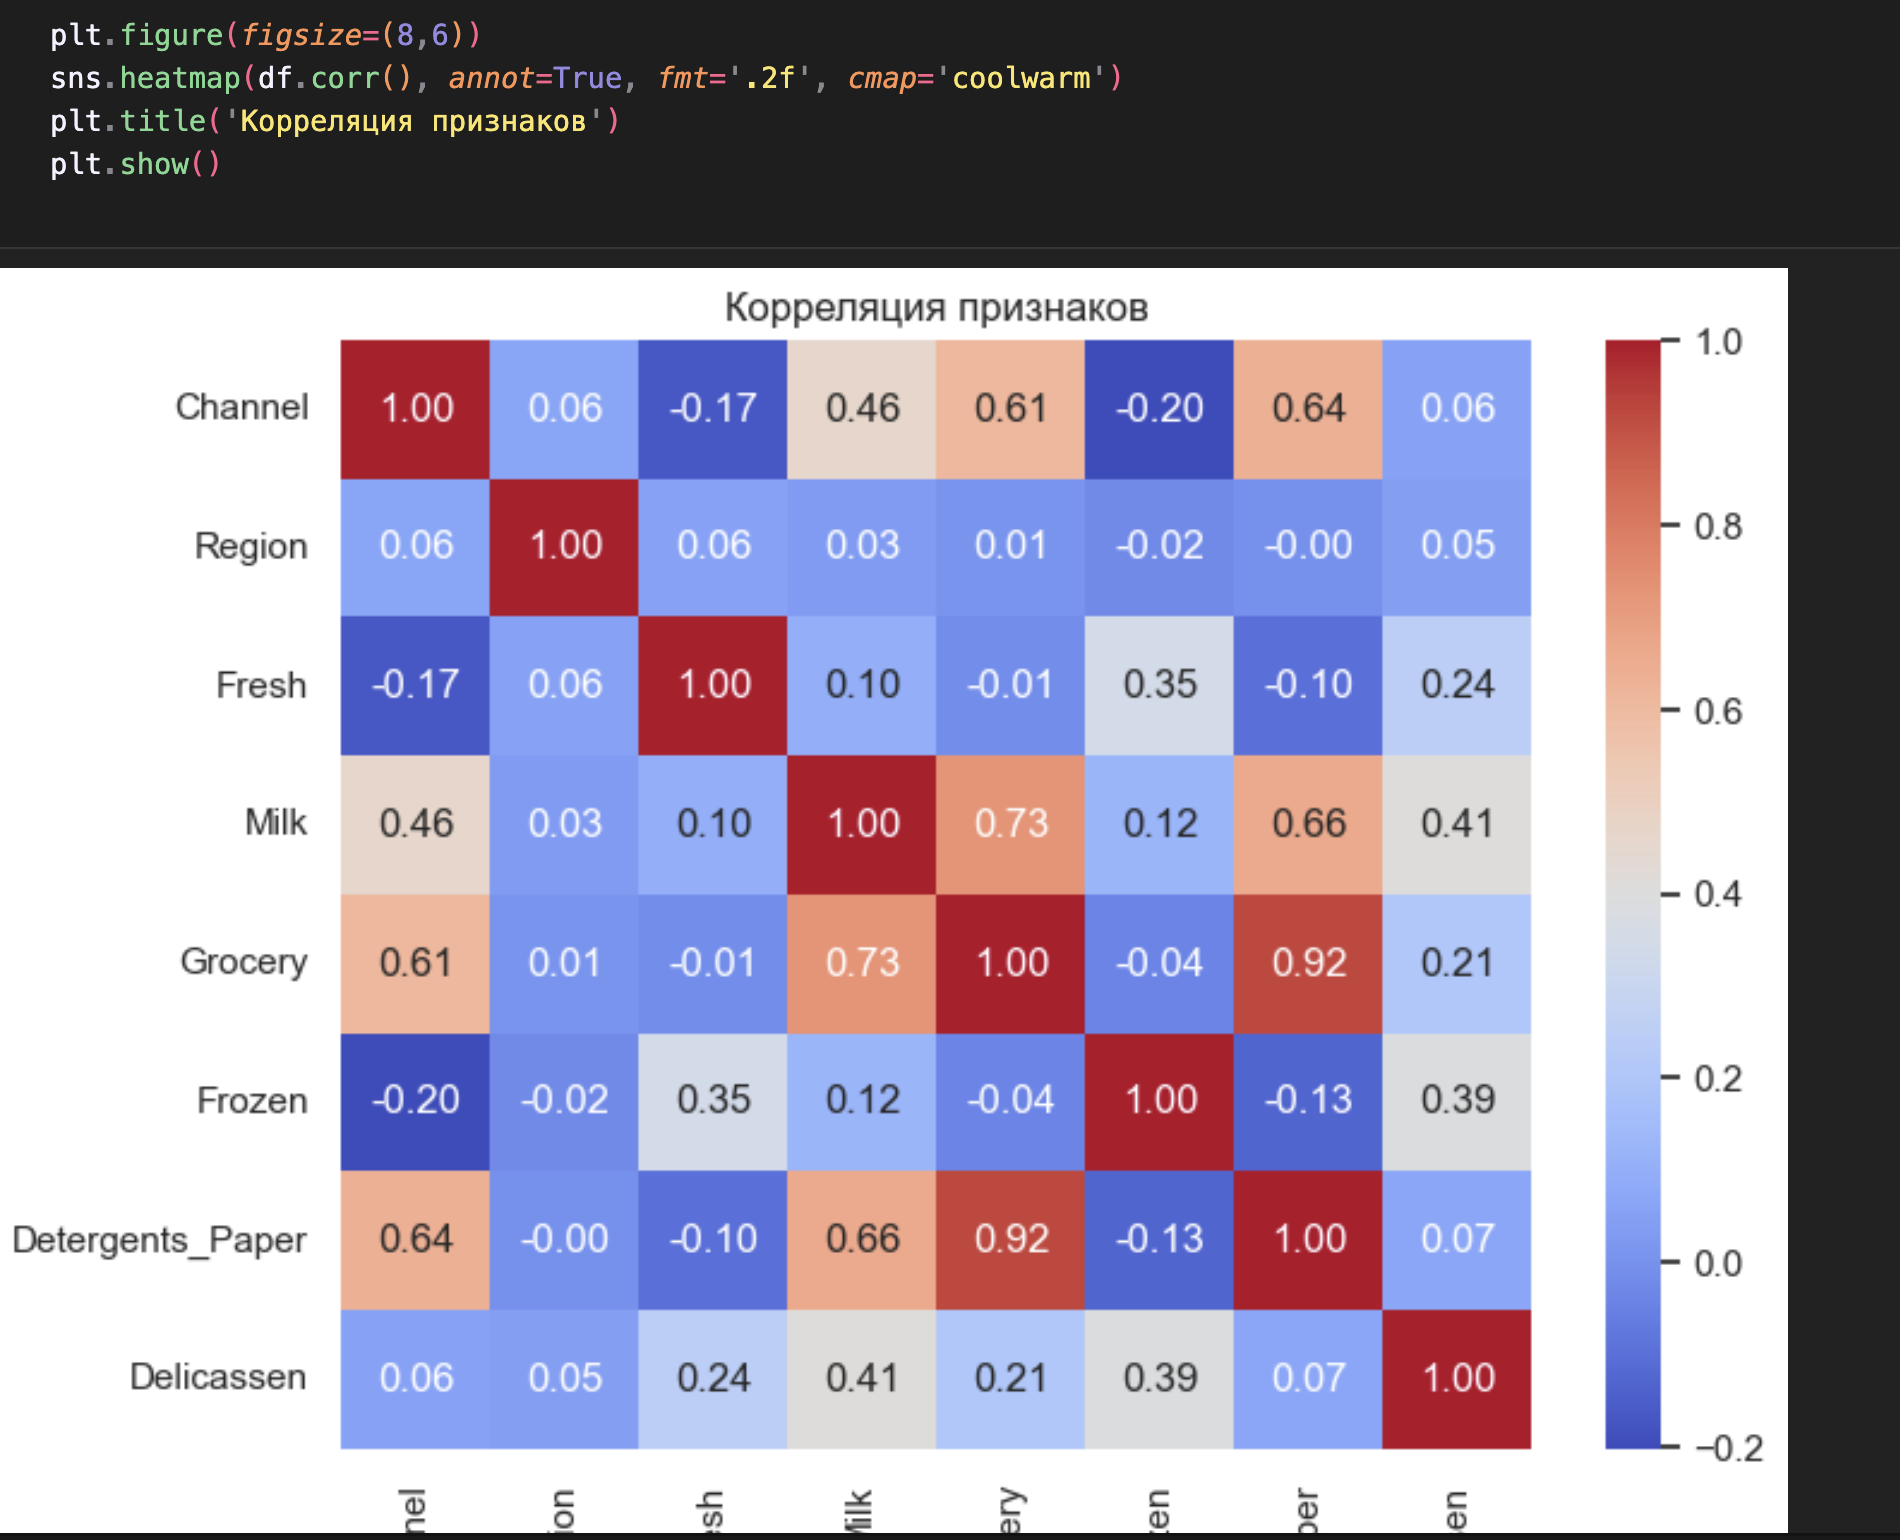 plt.figure(figsize=(8,6))
sns.heatmap(df.corr(), annot=True, fmt='.2f', cmap='coolwarm')
plt.title('Корреляция признаков')
plt.show()
Корреляция признаков
Channel 1.00 0.06 -0.17 0.46 0.61 -0.20 0.64 0.06
Region 0.06 1.00 0.06 0.03 0.01 -0.02 -0.00 0.05
Fresh -0.17 0.06 1.00 0.10 -0.01 0.35 -0.10 0.24
Milk 0.46 0.03 0.10 1.00 0.73 0.12 0.66 0.41
Grocery 0.61 0.01 -0.01 0.73 1.00 -0.04 0.92 0.21
Frozen -0.20 -0.02 0.35 0.12 -0.04 1.00 -0.13 0.39
Detergents_Paper 0.64 -0.00 -0.10 0.66 0.92 -0.13 1.00 0.07
Delicassen 0.06 0.05 0.24 0.41 0.21 0.39 0.07 1.00
1.0
0.8
0.6
0.4
0.2
0.0
−0.2